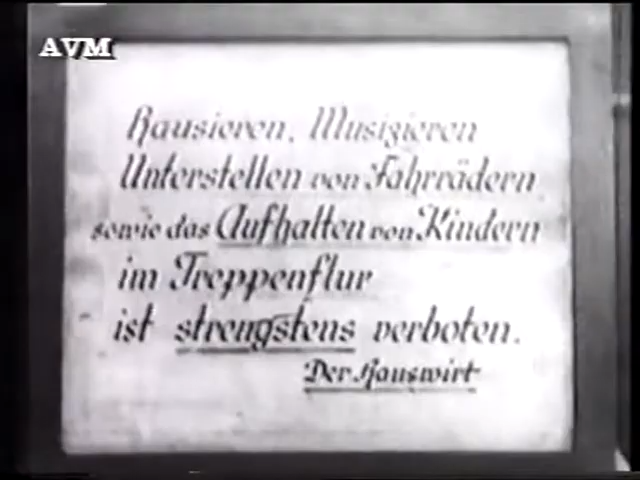 AVM
Hausieren, Musizieren
Unterstellen von Fahrrädern
sowie das Aufhalten von Kindern
im Treppenflur
ist strengstens verboten.
Der Hauswirt